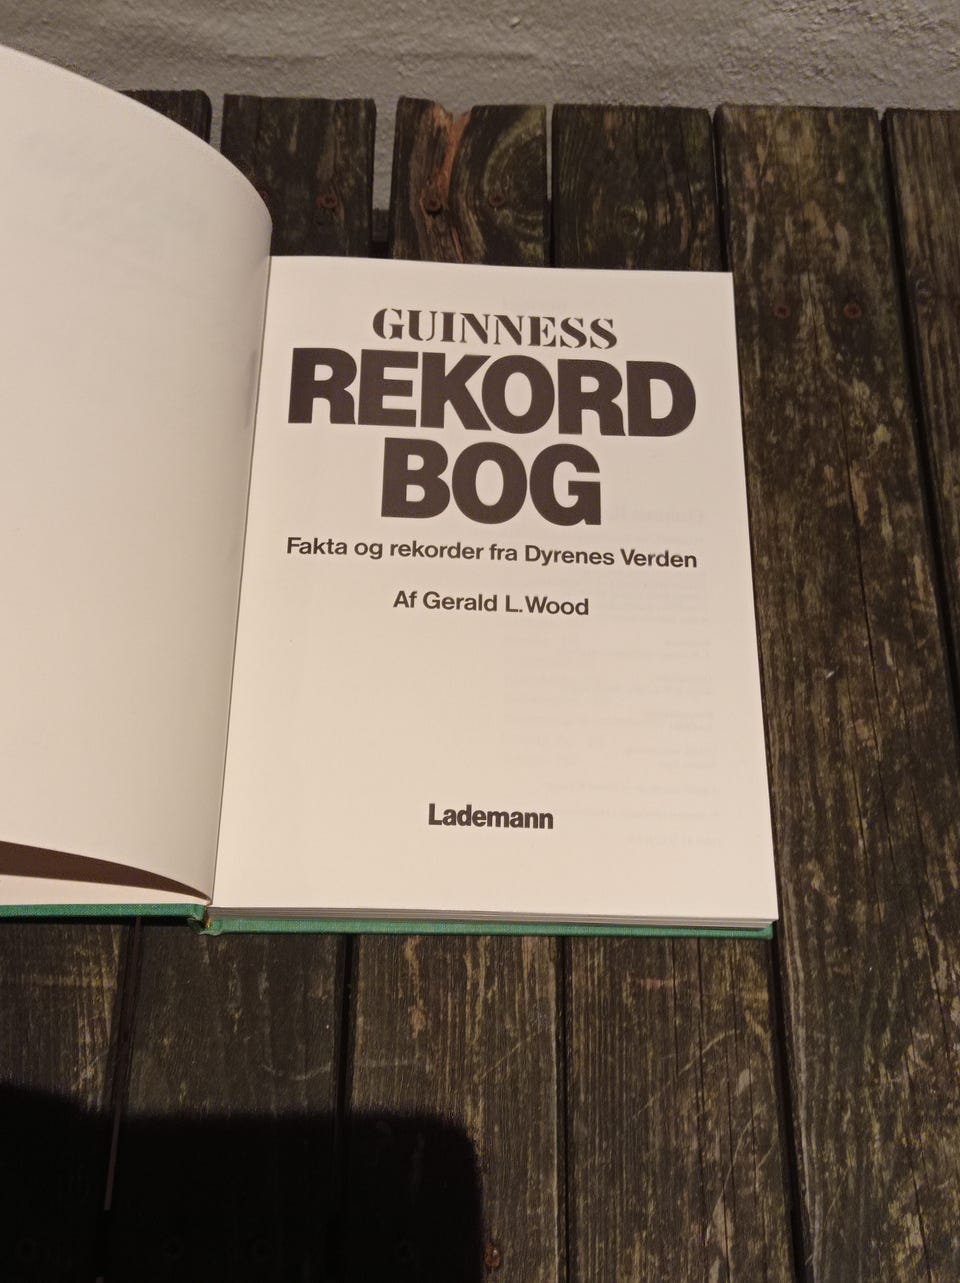 GUINNESS
REKORD
BOG
Fakta og rekorder fra Dyrenes Verden
Af Gerald L. Wood
Lademann